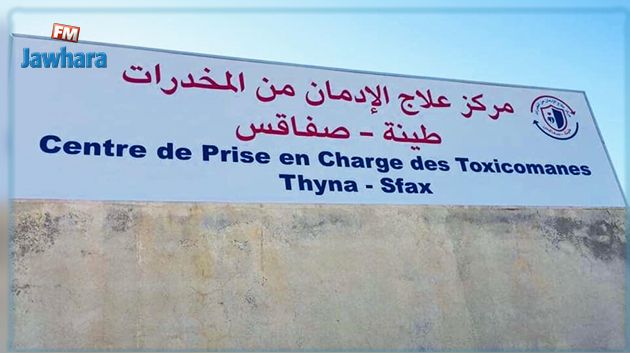 FM
Jawhara
مركز علاج الإدمان من المخدرات
طينة - صفاقس
Centre de Prise en Charge des Toxicomanes
Thyna - Sfax